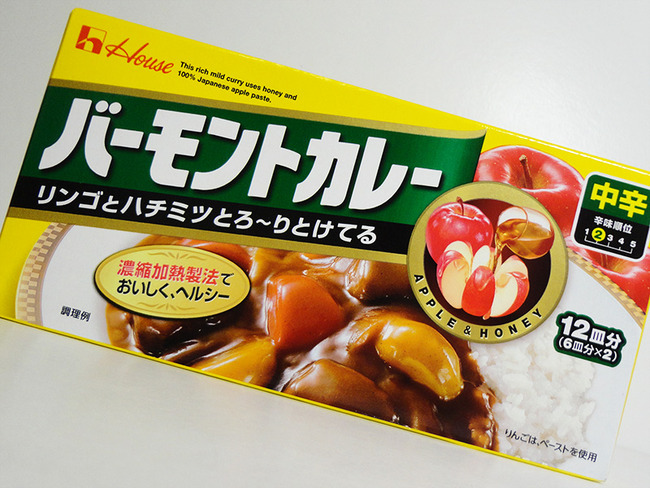 House
This rich mild curry uses honey and
100% Japanese apple paste.
バーモントカレー
リンゴとハチミツとろ〜りとけてる
中辛
辛味順位
1 2 3 4 5
濃縮加熱製法で
おいしく、ヘルシー
APPLE & HONEY
調理例
12皿分
(6皿分×2)
りんごは、ペーストを使用